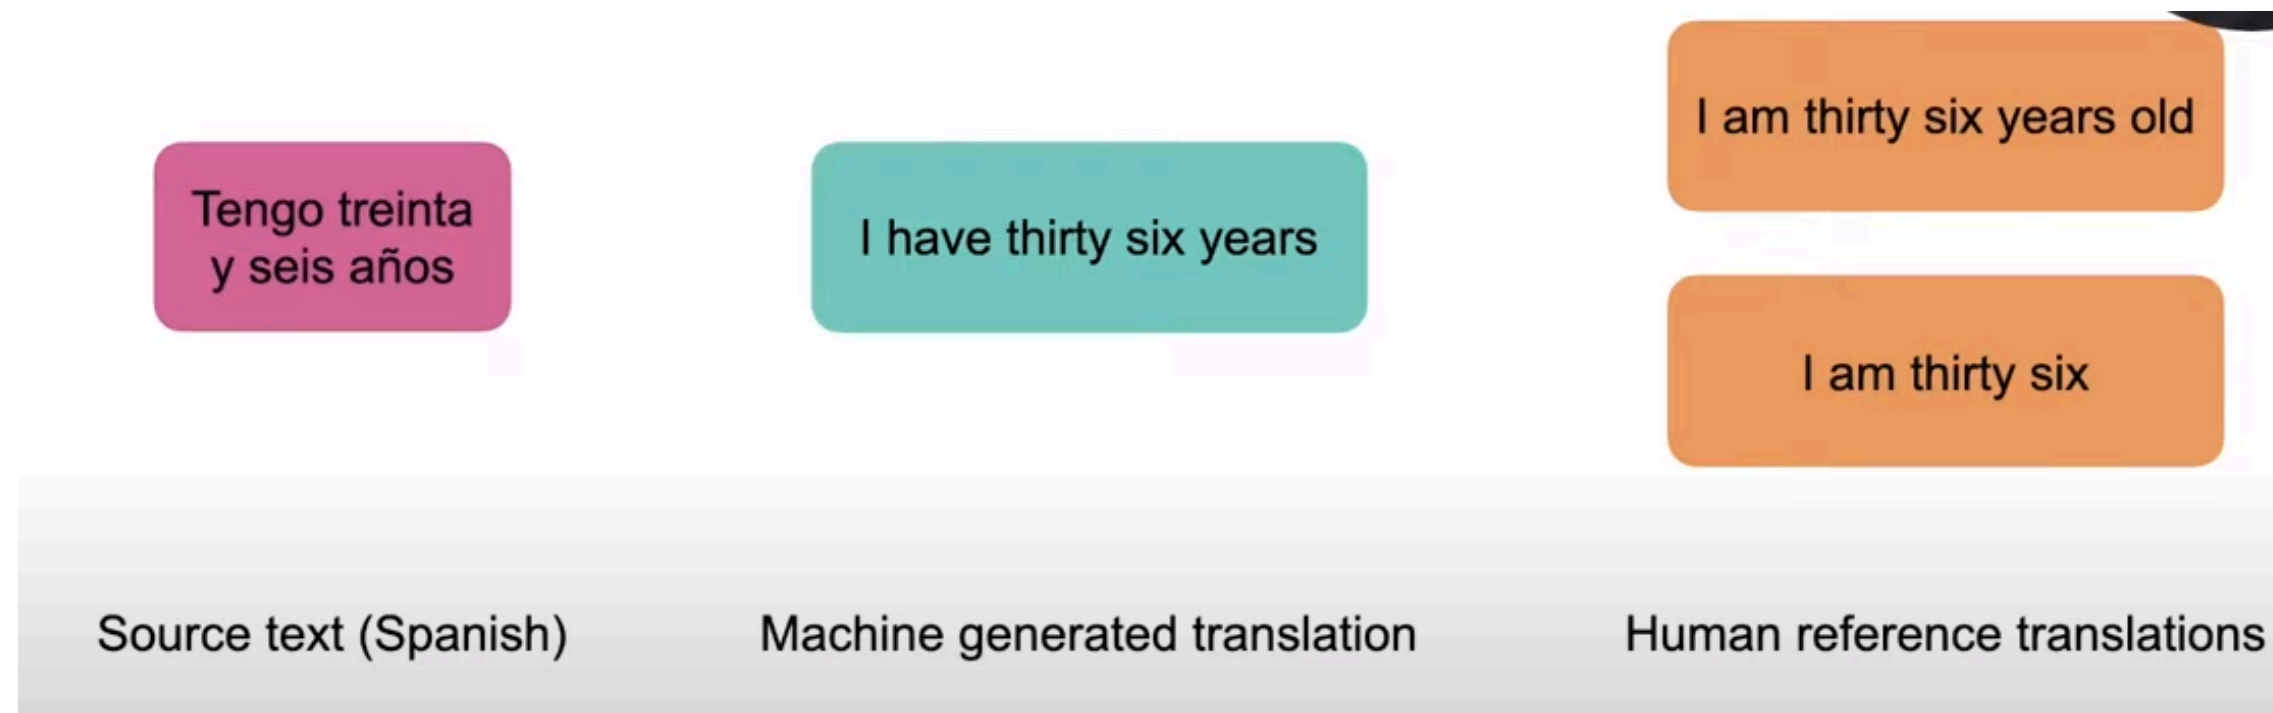 Tengo treinta
y seis años
I have thirty six years
I am thirty six years old
I am thirty six
Source text (Spanish)
Machine generated translation
Human reference translations